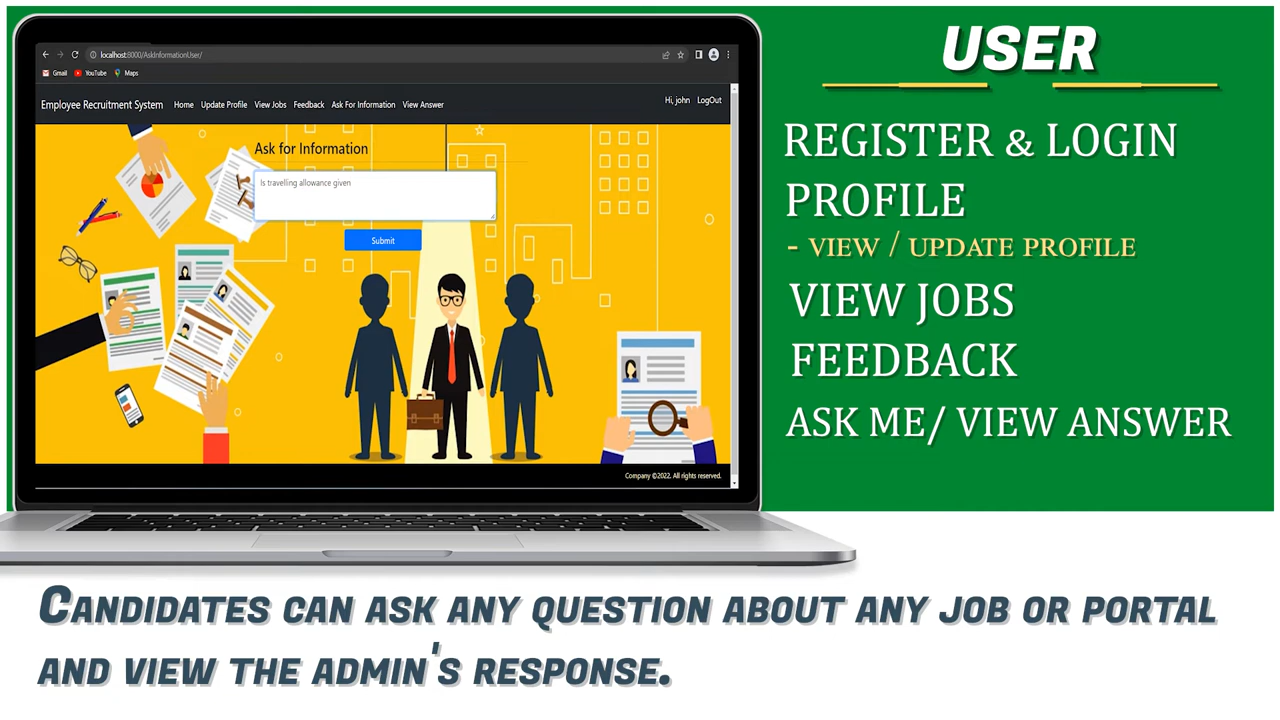 localhost:8000/AskInformationUser/
Gmail YouTube Maps
Employee Recruitment System Home Update Profile View Jobs Feedback Ask For Information View Answer Hi, john LogOut
Ask for Information
Is travelling allowance given
Submit
Company ©2022. All rights reserved.
USER
REGISTER & LOGIN
PROFILE
- VIEW / UPDATE PROFILE
VIEW JOBS
FEEDBACK
ASK ME/ VIEW ANSWER
CANDIDATES CAN ASK ANY QUESTION ABOUT ANY JOB OR PORTAL
AND VIEW THE ADMIN'S RESPONSE.